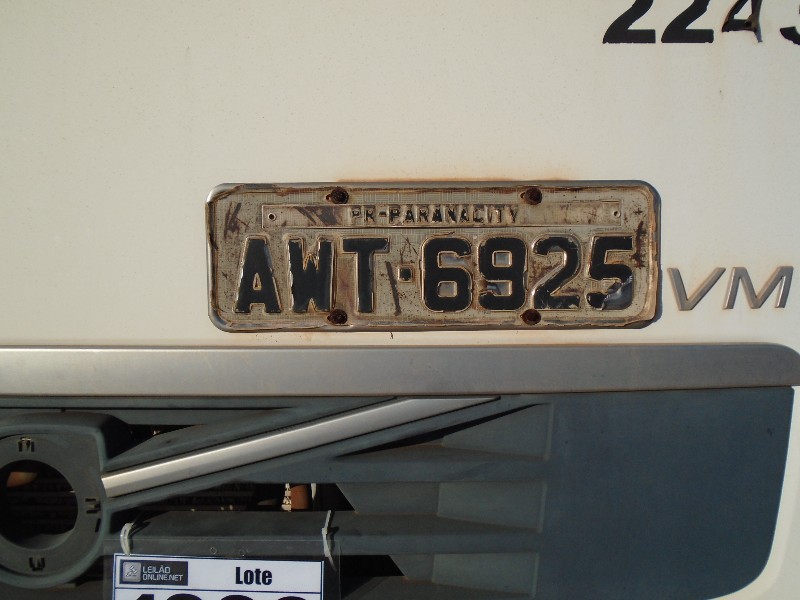 224
PR-PARANACITY
AWT-6925
VM
LEILÃO
ONLINE.NET
Lote